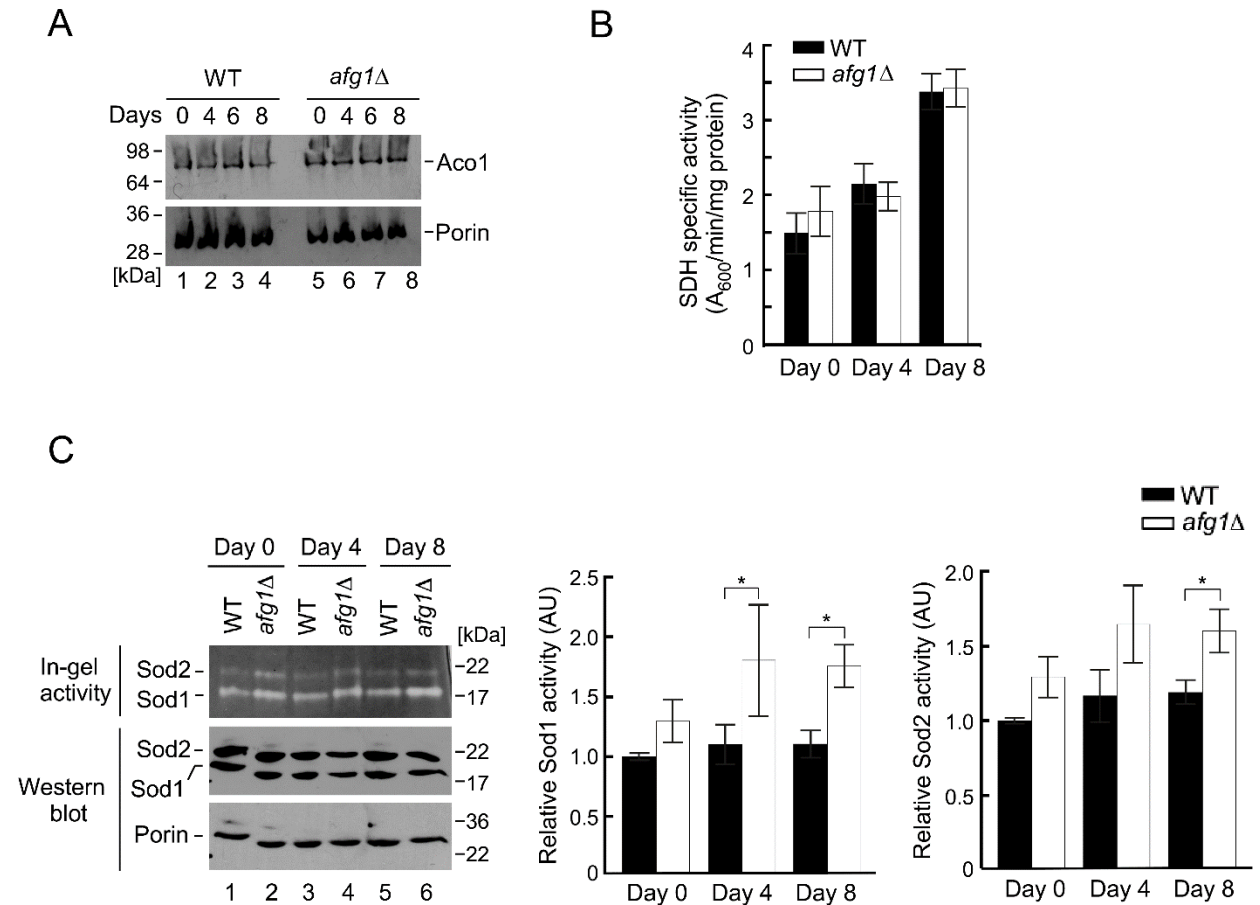 A
WT afg1Δ
Days 0 4 6 8 0 4 6 8
98
64
Aco1
36
28
Porin
[kDa] 1 2 3 4 5 6 7 8
B
WT
afg1Δ
SDH specific activity
(A600/min/mg protein)
4
3
2
1
0
Day 0 Day 4 Day 8
C
Day 0 Day 4 Day 8
WT afg1Δ WT afg1Δ WT afg1Δ
[kDa]
In-gel
activity
Sod2
Sod1
22
17
Western
blot
Sod2
Sod1
22
17
Porin
36
22
1 2 3 4 5 6
Relative Sod1 activity (AU)
2.5
2.0
1.5
1.0
0.5
0
* *
Day 0 Day 4 Day 8
WT
afg1Δ
Relative Sod2 activity (AU)
2.0
1.5
1.0
0.5
0
*
Day 0 Day 4 Day 8